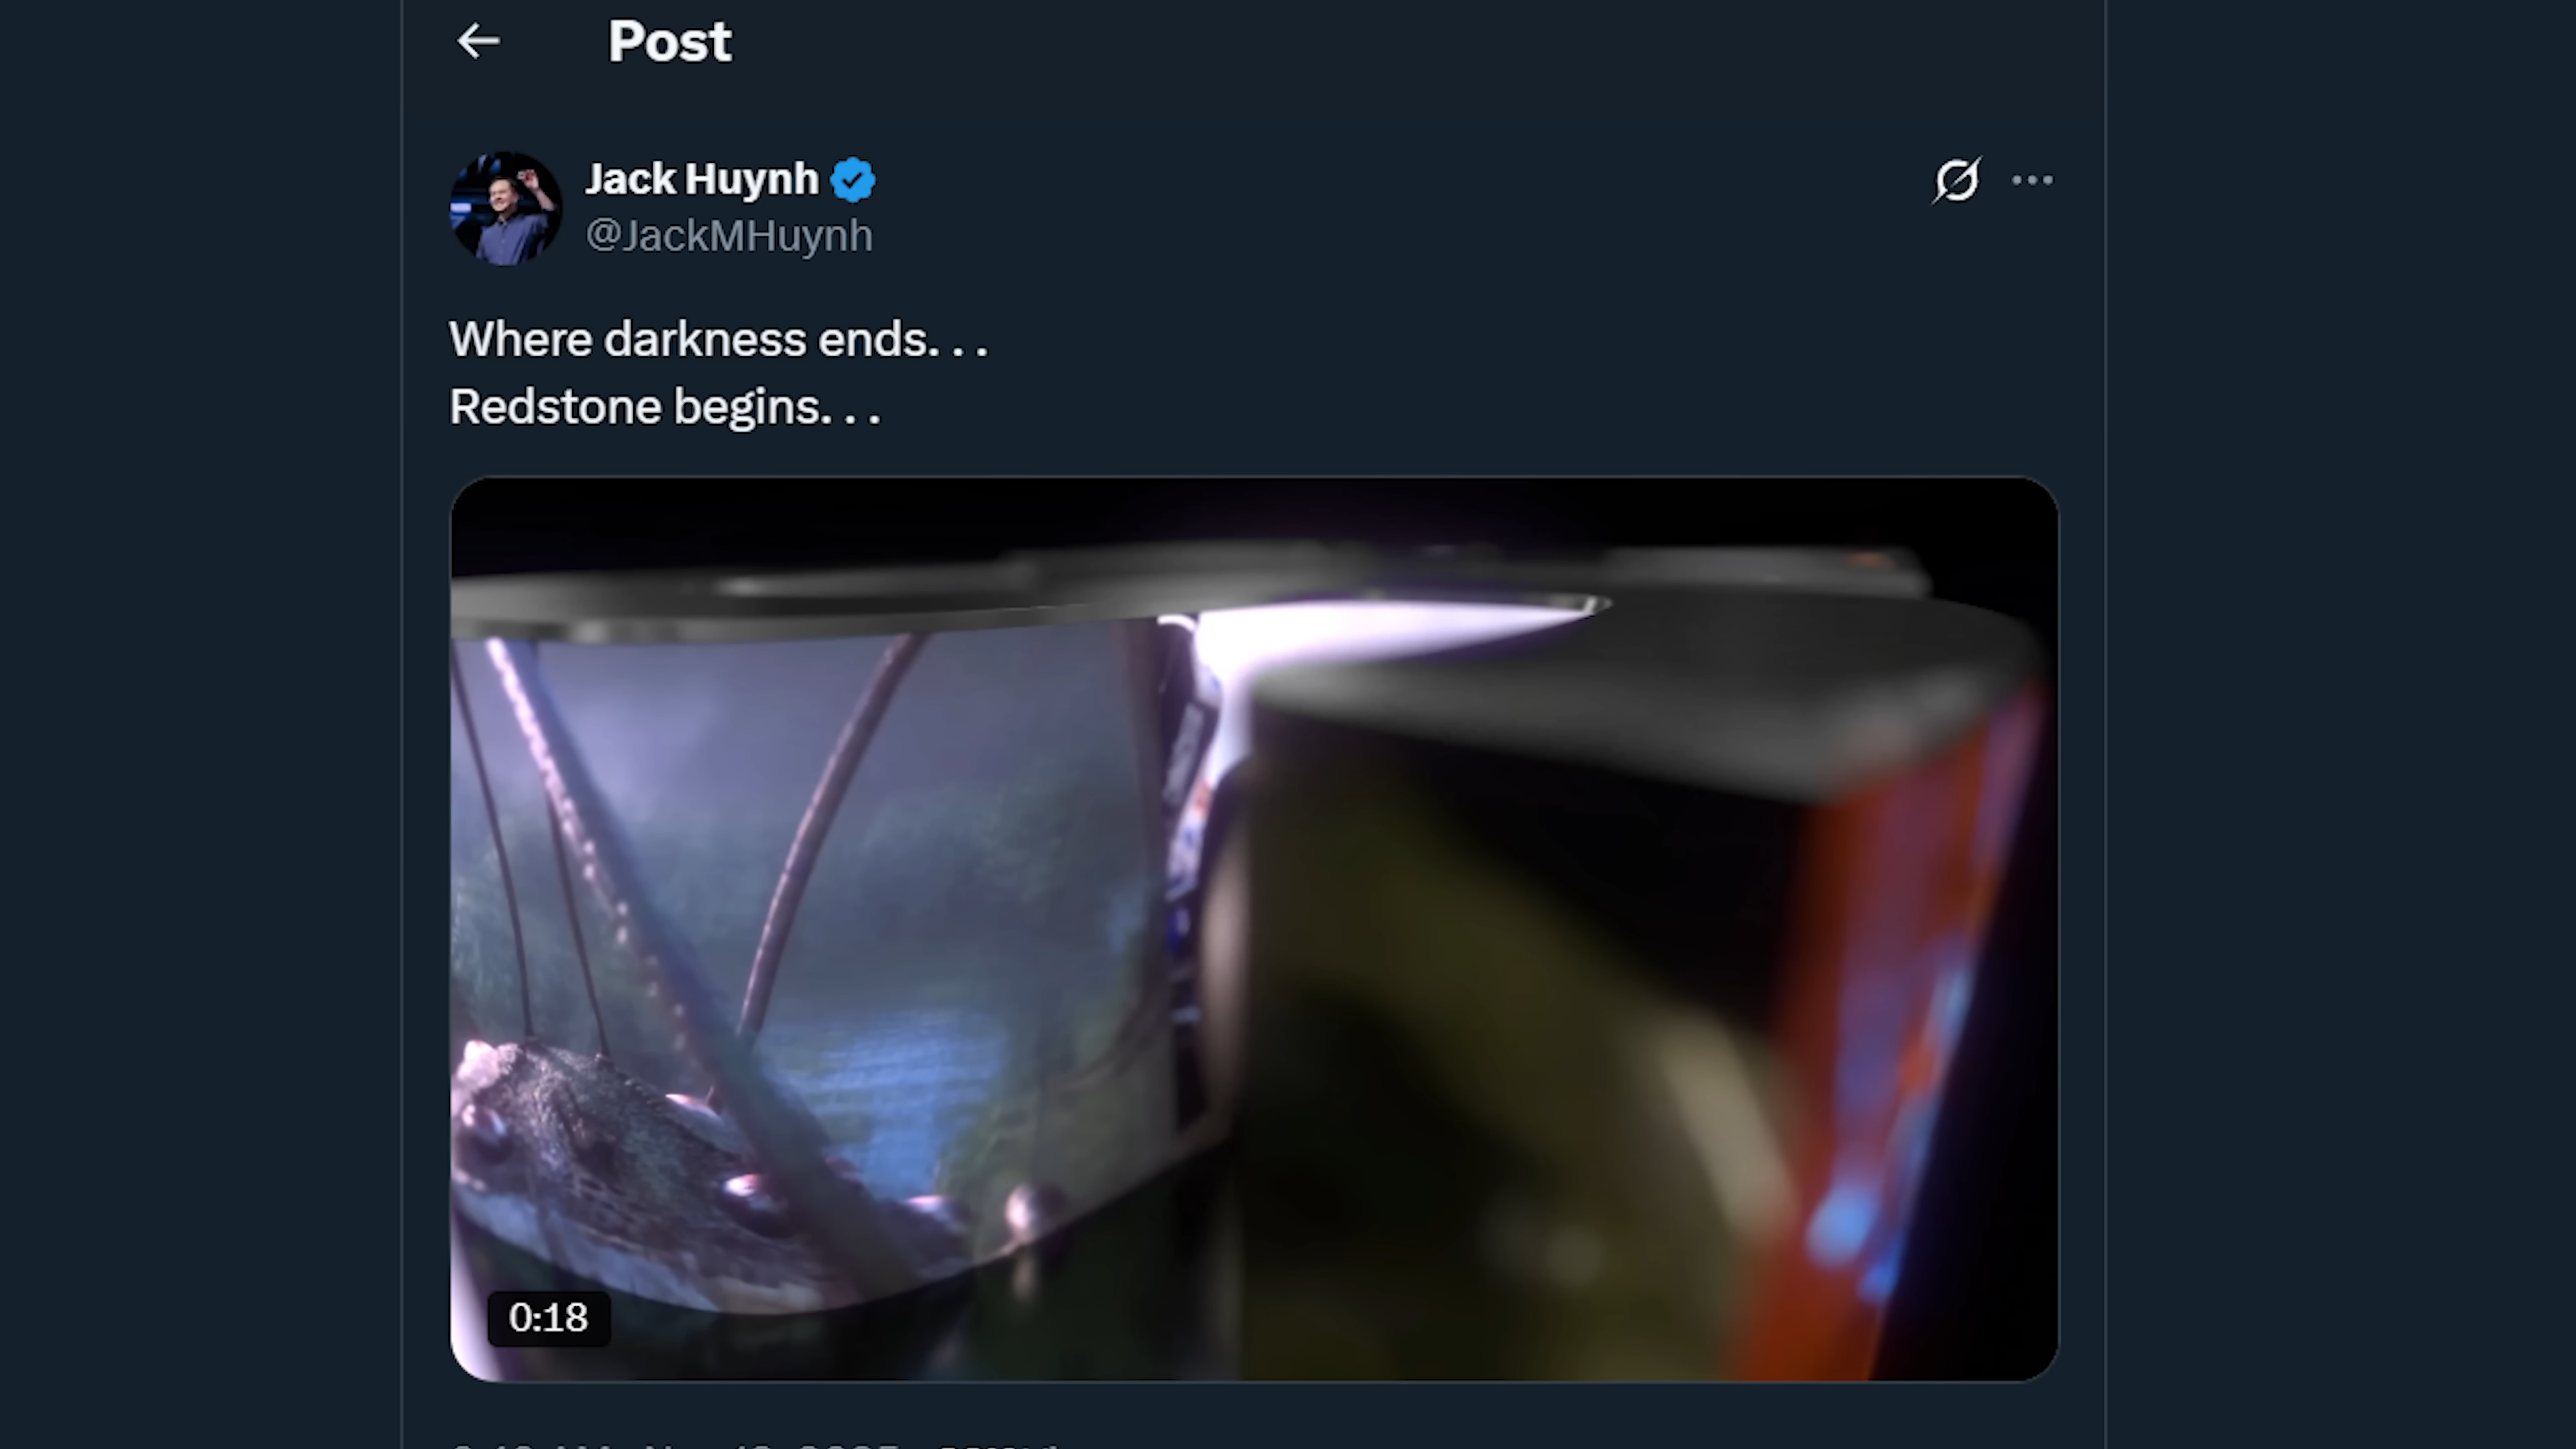 Post
Jack Huynh
@JackMHuynh
Where darkness ends. . .
Redstone begins. . .
0:18